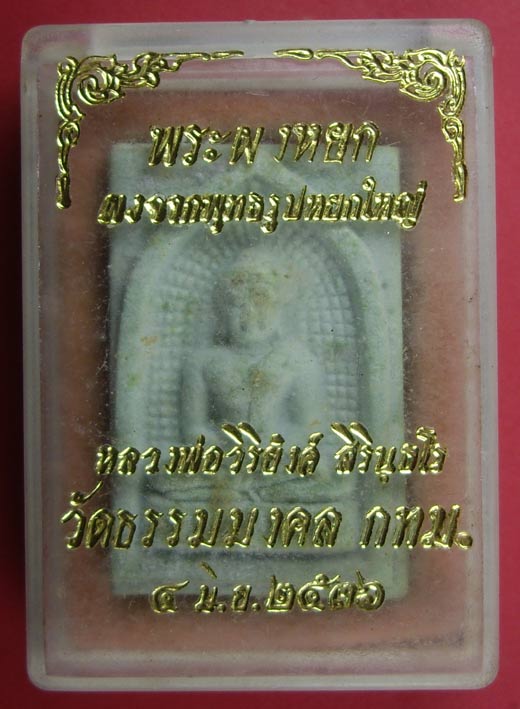 พระผงหยก
ผงจากพุทธรูปหยกใหญ่
หลวงพ่อวิริยังค์ สิรินฺธโร
วัดธรรมมงคล กทม.
๔ มิ.ย.๒๕๓๖